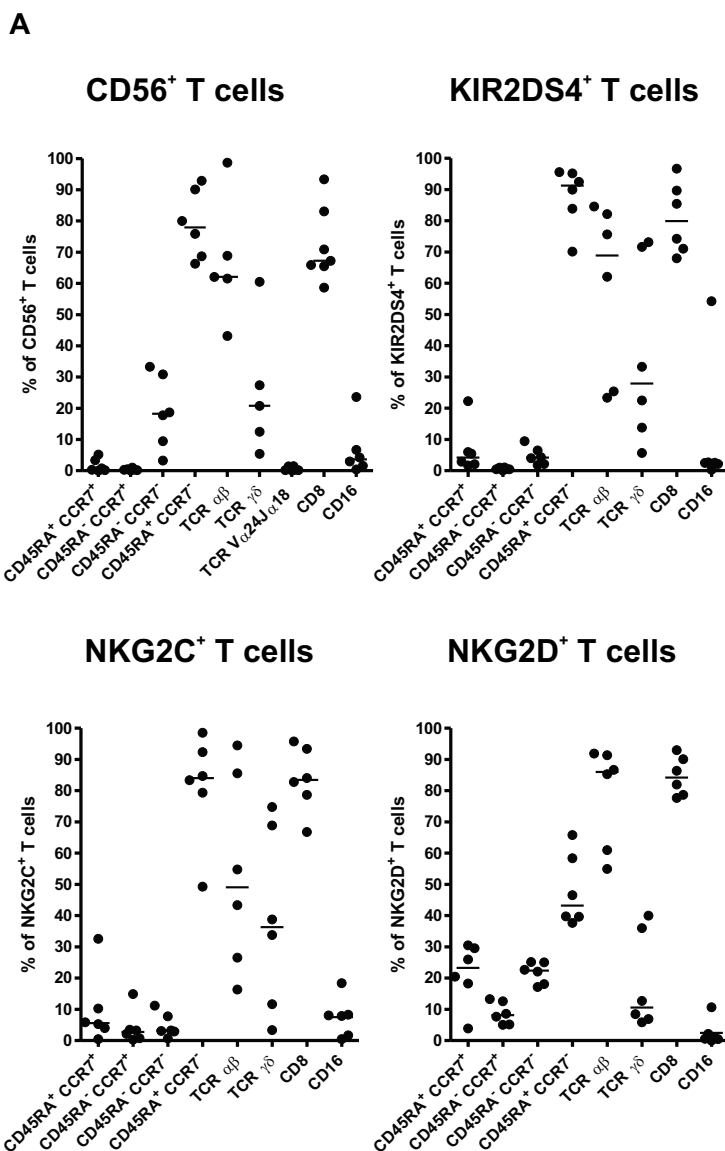 A
CD56⁺ T cells
% of CD56⁺ T cells
100
90
80
70
60
50
40
30
20
10
0
CD45RA⁺ CCR7⁺
CD45RA⁻ CCR7⁺
CD45RA⁻ CCR7⁻
CD45RA⁺ CCR7⁻
TCR αβ
TCR γδ
TCR Vα24Jα18
CD8
CD16
KIR2DS4⁺ T cells
% of KIR2DS4⁺ T cells
100
90
80
70
60
50
40
30
20
10
0
CD45RA⁺ CCR7⁺
CD45RA⁻ CCR7⁺
CD45RA⁻ CCR7⁻
CD45RA⁺ CCR7⁻
TCR αβ
TCR γδ
CD8
CD16
NKG2C⁺ T cells
% of NKG2C⁺ T cells
100
90
80
70
60
50
40
30
20
10
0
CD45RA⁺ CCR7⁺
CD45RA⁻ CCR7⁺
CD45RA⁻ CCR7⁻
CD45RA⁺ CCR7⁻
TCR αβ
TCR γδ
CD8
CD16
NKG2D⁺ T cells
% of NKG2D⁺ T cells
100
90
80
70
60
50
40
30
20
10
0
CD45RA⁺ CCR7⁺
CD45RA⁻ CCR7⁺
CD45RA⁻ CCR7⁻
CD45RA⁺ CCR7⁻
TCR αβ
TCR γδ
CD8
CD16